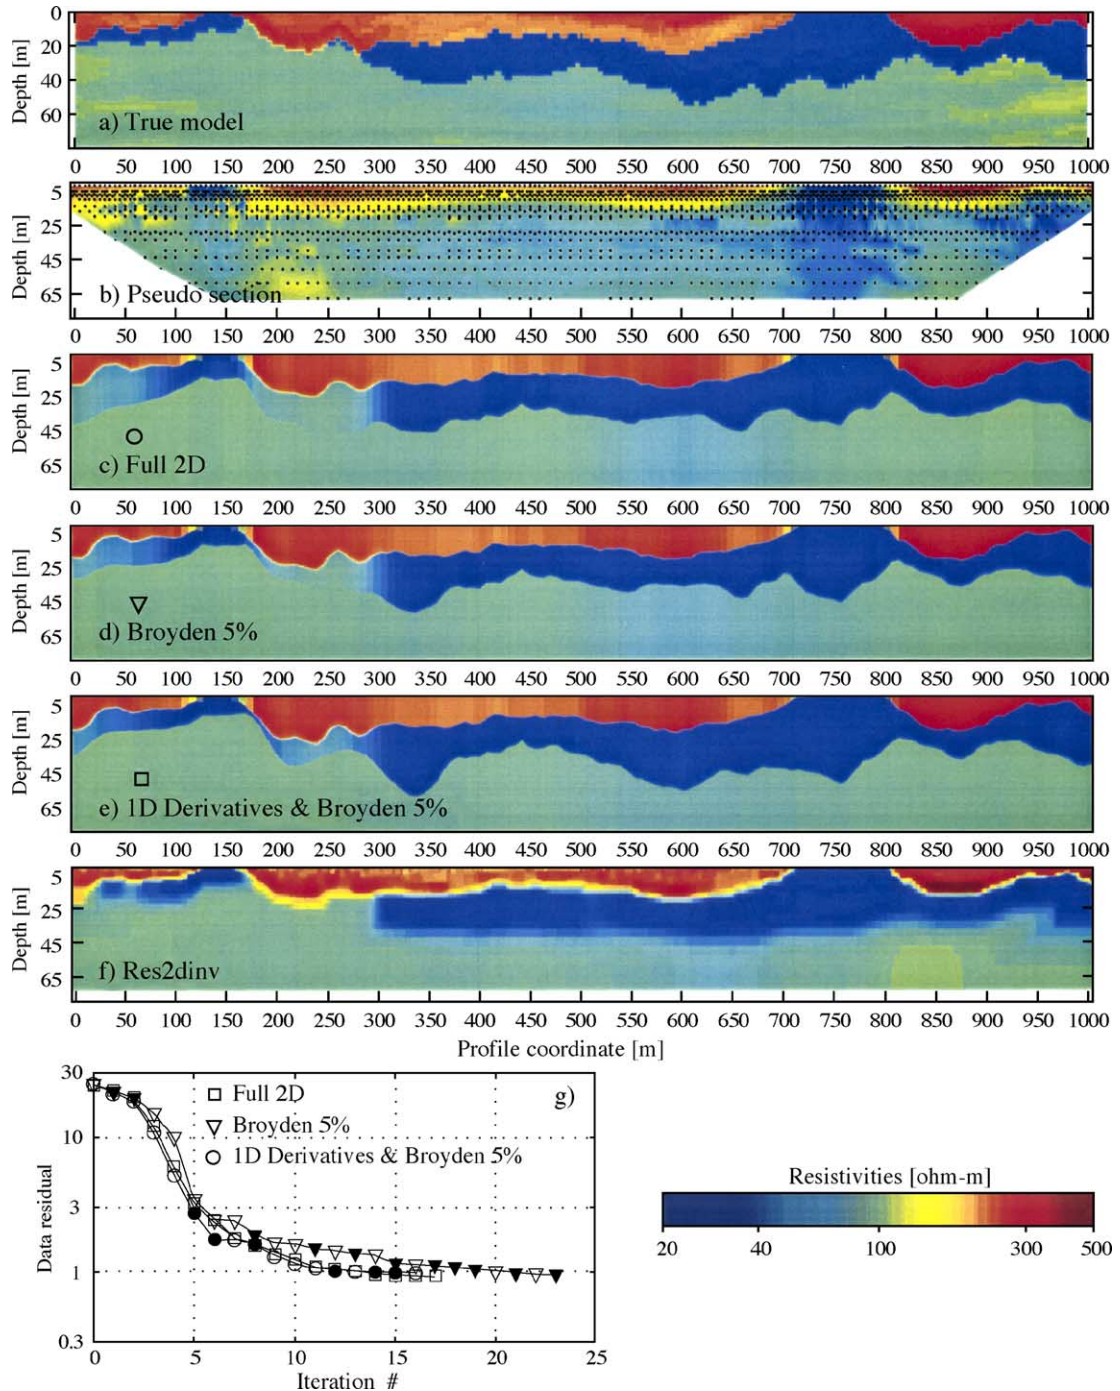 0
20
40
60
Depth [m]
a) True model
0 50 100 150 200 250 300 350 400 450 500 550 600 650 700 750 800 850 900 950 1000
5
25
45
65
Depth [m]
b) Pseudo section
0 50 100 150 200 250 300 350 400 450 500 550 600 650 700 750 800 850 900 950 1000
5
25
45
65
Depth [m]
c) Full 2D
0 50 100 150 200 250 300 350 400 450 500 550 600 650 700 750 800 850 900 950 1000
5
25
45
65
Depth [m]
d) Broyden 5%
0 50 100 150 200 250 300 350 400 450 500 550 600 650 700 750 800 850 900 950 1000
5
25
45
65
Depth [m]
e) 1D Derivatives & Broyden 5%
0 50 100 150 200 250 300 350 400 450 500 550 600 650 700 750 800 850 900 950 1000
5
25
45
65
Depth [m]
f) Res2dinv
0 50 100 150 200 250 300 350 400 450 500 550 600 650 700 750 800 850 900 950 1000
Profile coordinate [m]
30
10
3
1
0.3
Data residual
g)
Full 2D
Broyden 5%
1D Derivatives & Broyden 5%
0 5 10 15 20 25
Iteration #
Resistivities [ohm-m]
20 40 100 300 500